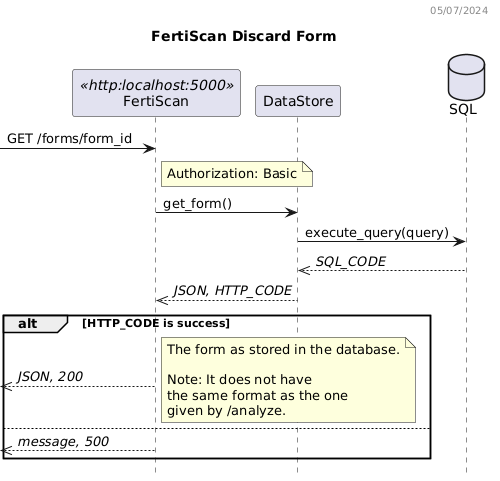 05/07/2024
FertiScan Discard Form
«http:localhost:5000»
FertiScan
DataStore
SQL
GET /forms/form_id
Authorization: Basic
get_form()
execute_query(query)
SQL_CODE
JSON, HTTP_CODE
alt [HTTP_CODE is success]
The form as stored in the database.
Note: It does not have
the same format as the one
given by /analyze.
JSON, 200
message, 500